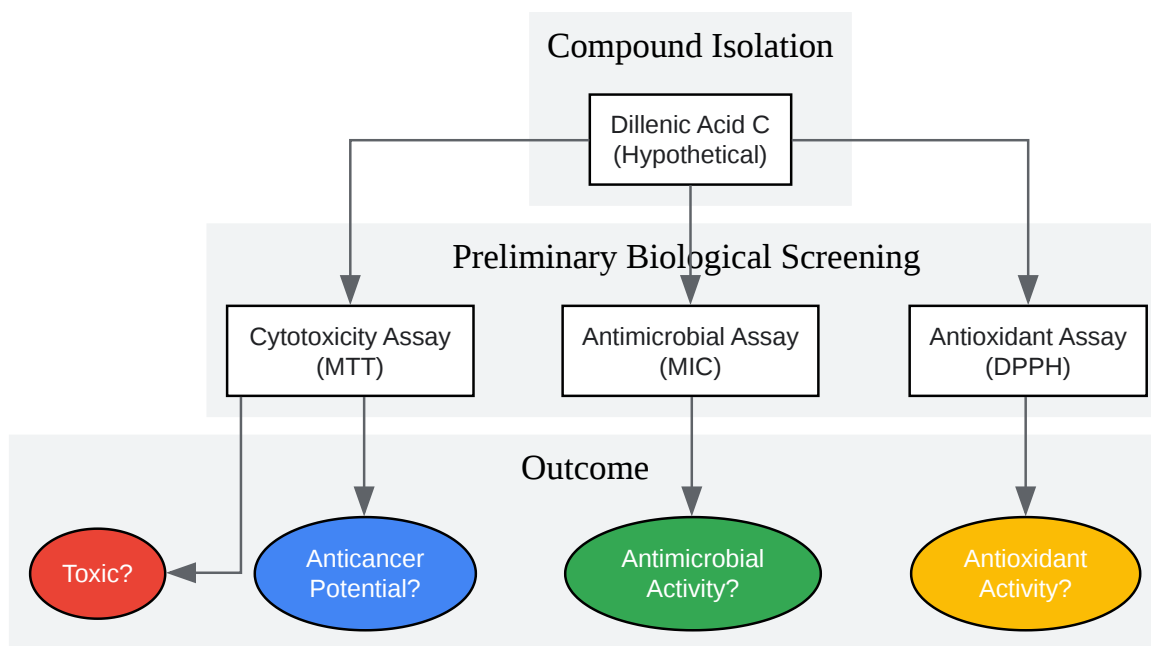 Compound Isolation
Dillenic Acid C
(Hypothetical)
Preliminary Biological Screening
Cytotoxicity Assay
(MTT)
Antimicrobial Assay
(MIC)
Antioxidant Assay
(DPPH)
Outcome
Toxic?
Anticancer
Potential?
Antimicrobial
Activity?
Antioxidant
Activity?